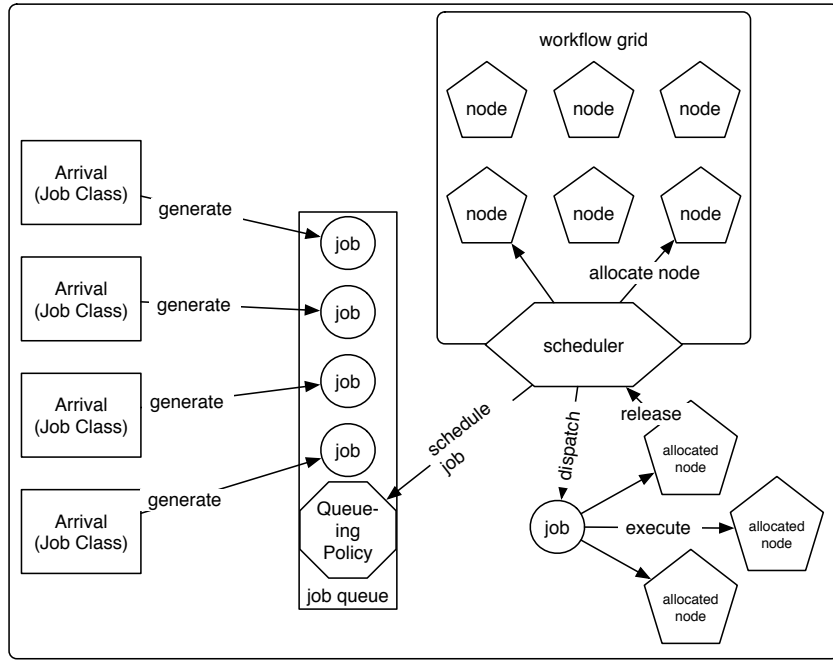 workflow grid
node
node
node
node
node
node
allocate node
scheduler
Arrival
(Job Class)
generate
Arrival
(Job Class)
generate
Arrival
(Job Class)
generate
Arrival
(Job Class)
generate
job
job
job
job
Queue-
ing
Policy
job queue
schedule
job
dispatch
release
job
execute
allocated
node
allocated
node
allocated
node